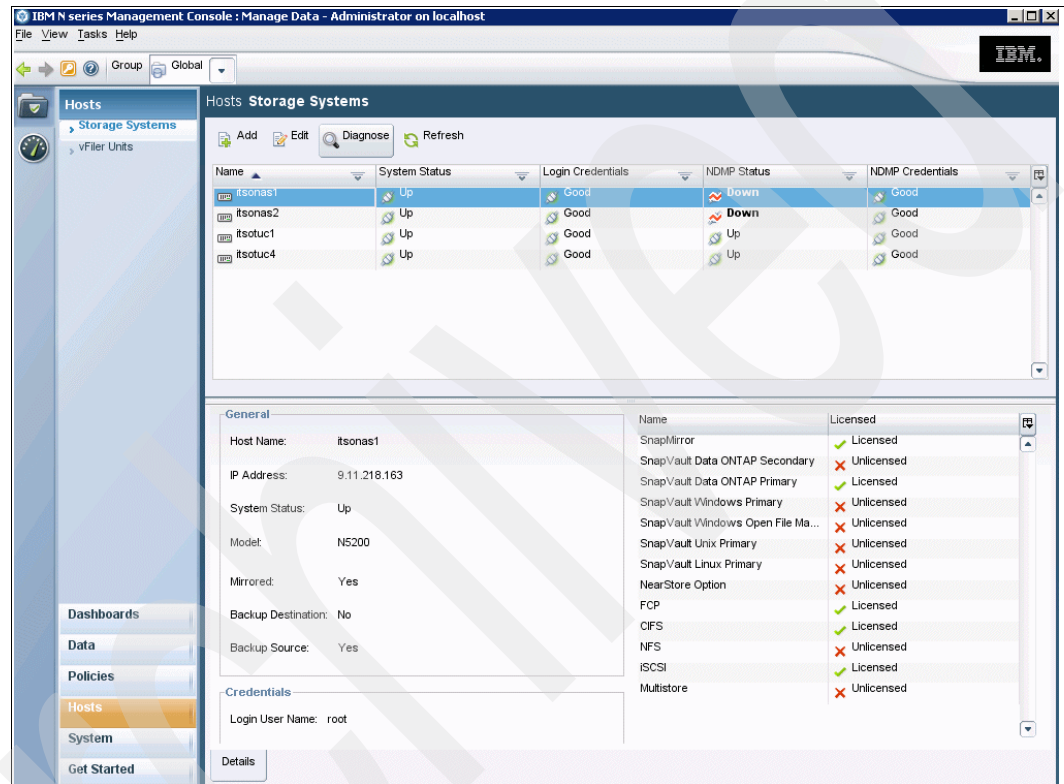 IBM N series Management Console : Manage Data - Administrator on localhost
File View Tasks Help
Group Global
IBM.
Hosts
Storage Systems
vFiler Units
Hosts Storage Systems
Add Edit Diagnose Refresh
Name System Status Login Credentials NDMP Status NDMP Credentials
itsonas1 Up Good Down Good
itsonas2 Up Good Down Good
itsotuc1 Up Good Up Good
itsotuc4 Up Good Up Good
General
Host Name: itsonas1
IP Address: 9.11.218.163
System Status: Up
Model: N5200
Mirrored: Yes
Backup Destination: No
Backup Source: Yes
Credentials
Login User Name: root
Name Licensed
SnapMirror Licensed
SnapVault Data ONTAP Secondary Unlicensed
SnapVault Data ONTAP Primary Licensed
SnapVault Windows Primary Unlicensed
SnapVault Windows Open File Ma... Unlicensed
SnapVault Unix Primary Unlicensed
SnapVault Linux Primary Unlicensed
NearStore Option Unlicensed
FCP Licensed
CIFS Licensed
NFS Unlicensed
iSCSI Licensed
Multistore Unlicensed
Dashboards
Data
Policies
Hosts
System
Get Started
Details